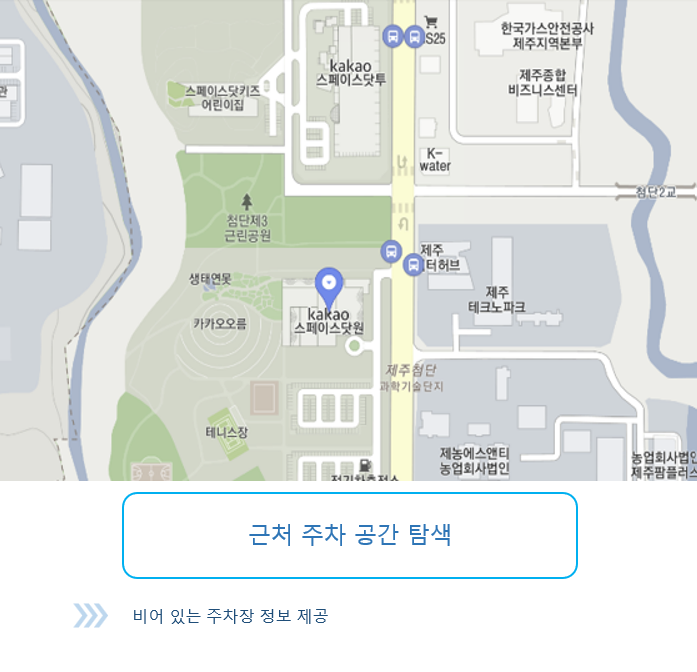 S25
한국가스안전공사
제주지역본부
kakao
스페이스닷투
제주종합
비즈니스센터
스페이스닷키즈
어린이집
관
K-
water
첨단2교
첨단제3
근린공원
제주
터허브
생태연못
제주
테크노파크
kakao
스페이스닷원
카카오오름
제주첨단
과학기술단지
테니스장
제농에스앤티
농업회사법인
농업회사법인
제주팜플러스
전기차충전소
근처 주차 공간 탐색
비어 있는 주차장 정보 제공